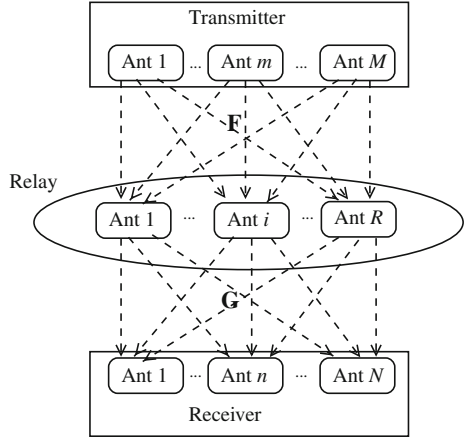 Transmitter
Ant 1 ... Ant m ... Ant M
F
Relay
Ant 1 ... Ant i ... Ant R
G
Ant 1 ... Ant n ... Ant N
Receiver